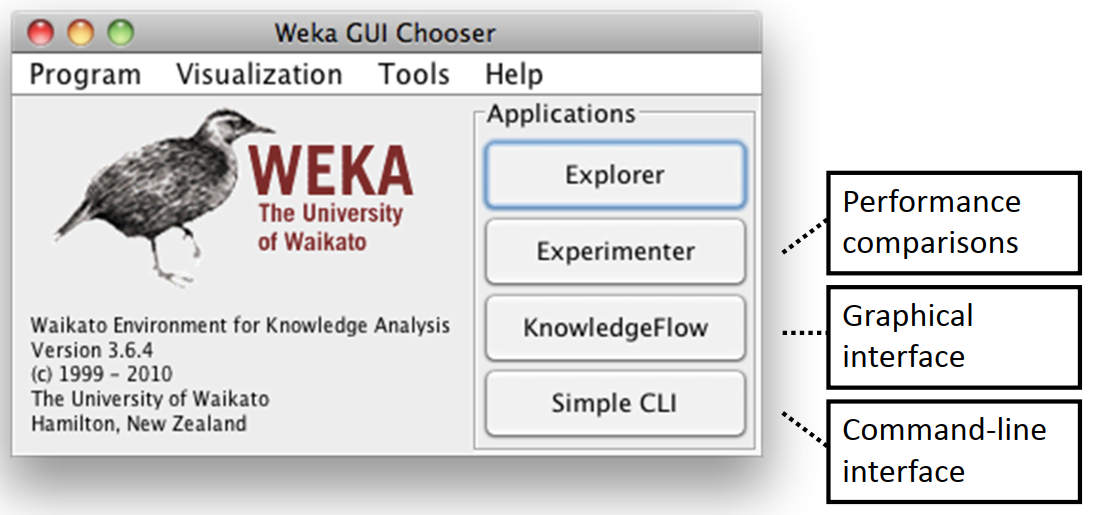 Weka GUI Chooser
Program Visualization Tools Help
WEKA
The University
of Waikato
Waikato Environment for Knowledge Analysis
Version 3.6.4
(c) 1999 – 2010
The University of Waikato
Hamilton, New Zealand
Applications
Explorer
Experimenter
KnowledgeFlow
Simple CLI
Performance
comparisons
Graphical
interface
Command-line
interface